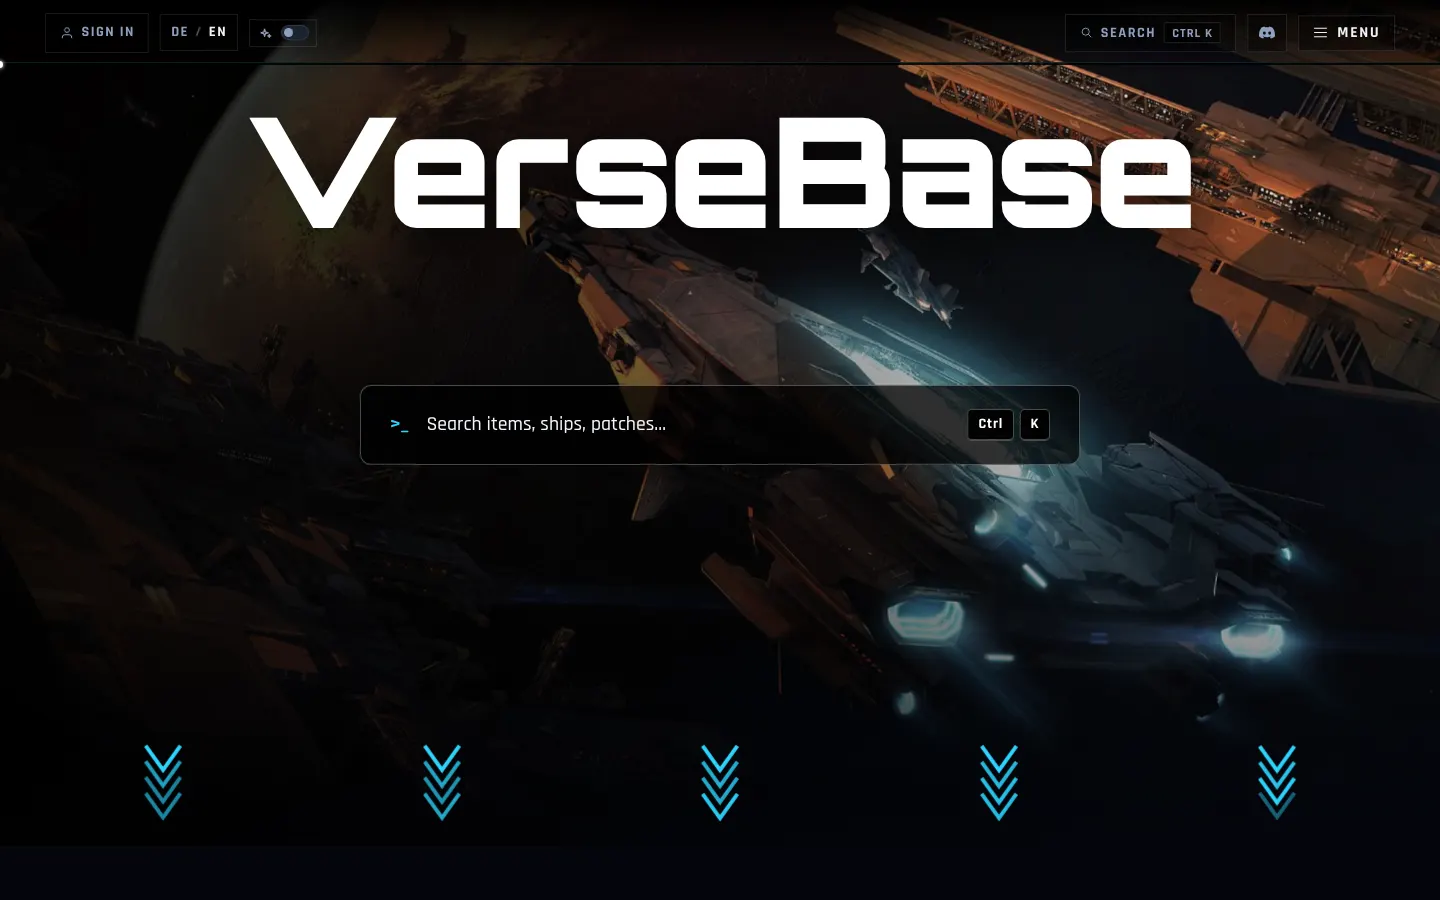 SIGN IN
DE / EN
SEARCH CTRL K
MENU
VerseBase
>_ Search items, ships, patches... Ctrl K